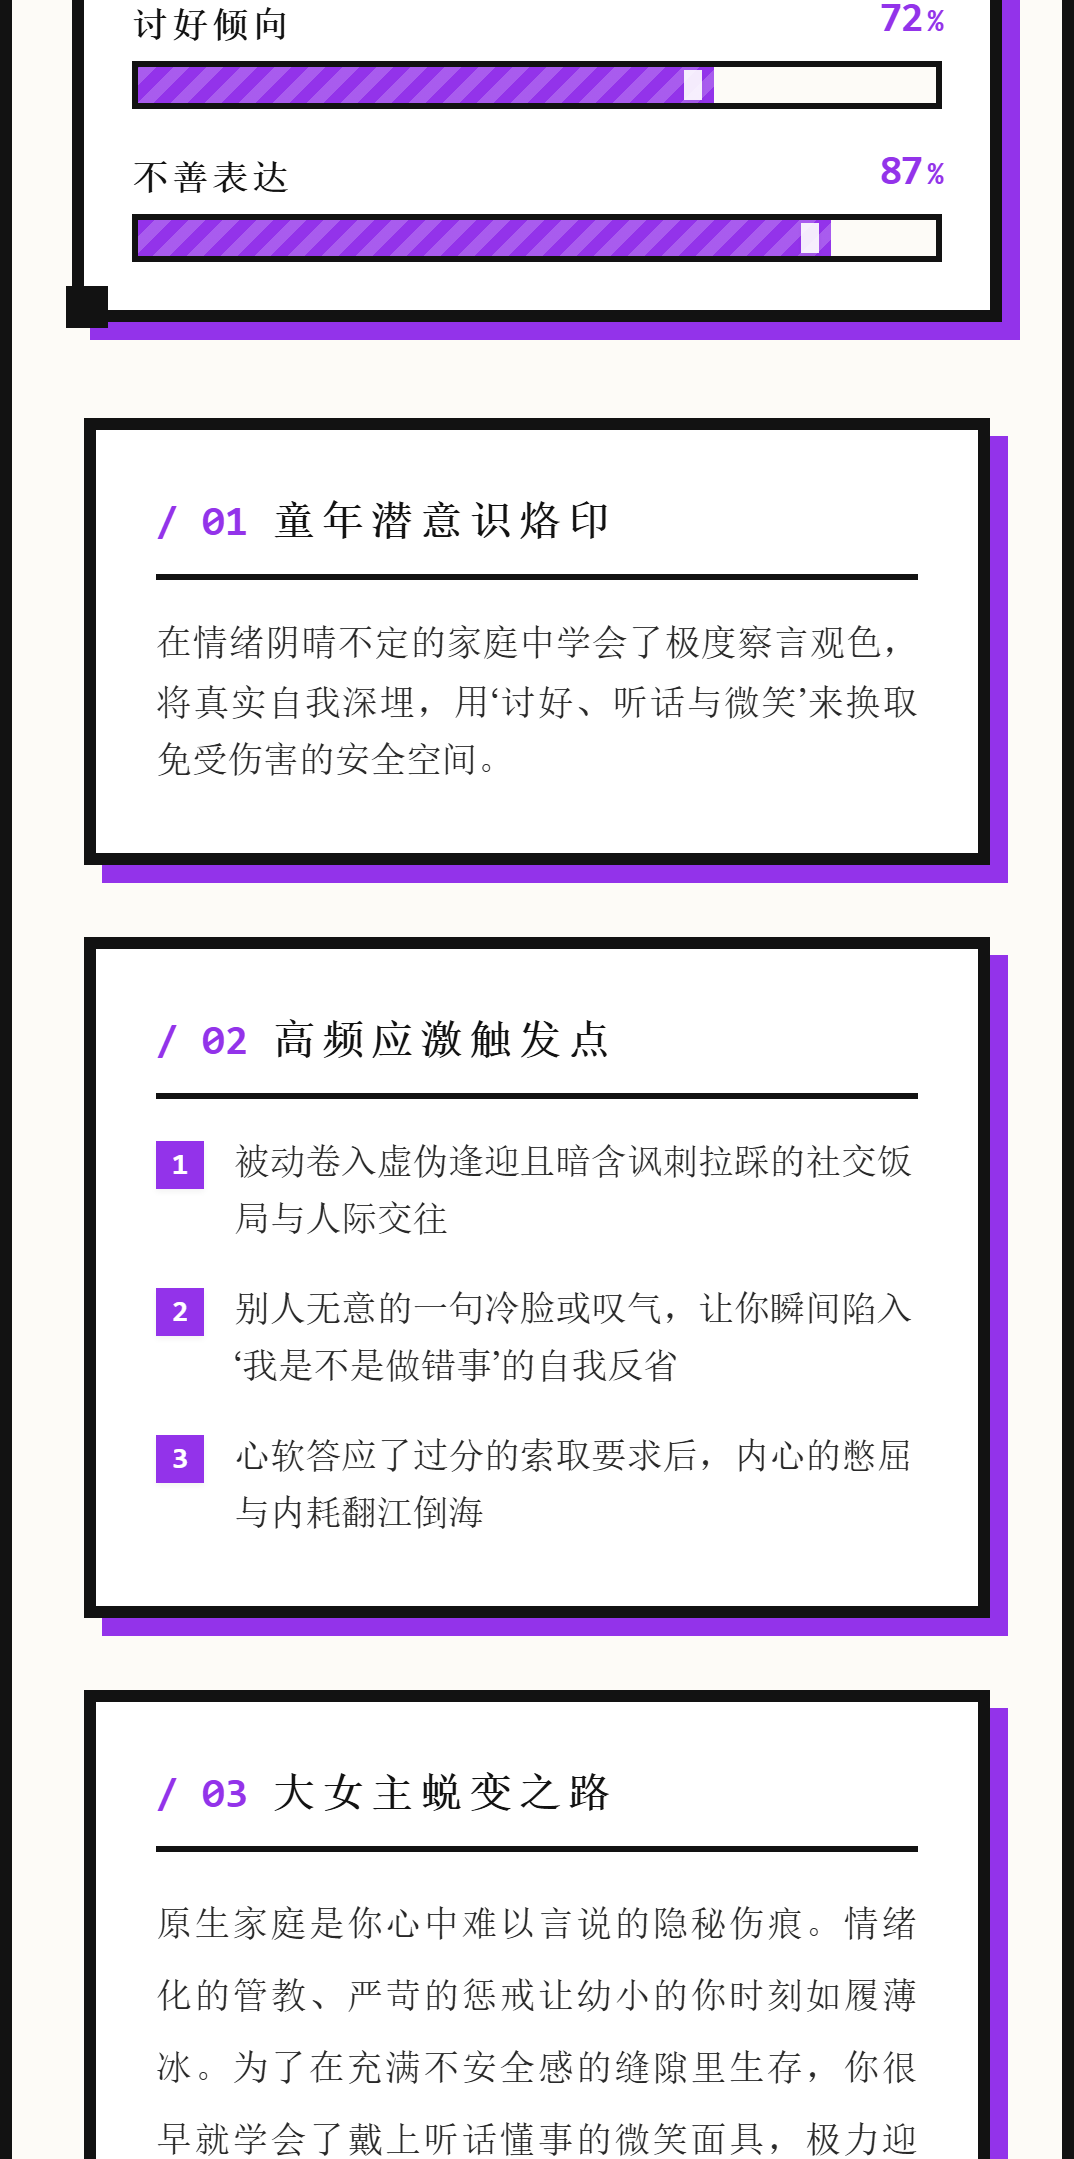 讨好倾向 72%
不善表达 87%
/ 01 童年潜意识烙印
在情绪阴晴不定的家庭中学会了极度察言观色，
将真实自我深埋，用‘讨好、听话与微笑’来换取
免受伤害的安全空间。
/ 02 高频应激触发点
1 被动卷入虚伪逢迎且暗含讽刺拉踩的社交饭
局与人际交往
2 别人无意的一句冷脸或叹气，让你瞬间陷入
‘我是不是做错事’的自我反省
3 心软答应了过分的索取要求后，内心的憋屈
与内耗翻江倒海
/ 03 大女主蜕变之路
原生家庭是你心中难以言说的隐秘伤痕。情绪
化的管教、严苛的惩戒让幼小的你时刻如履薄
冰。为了在充满不安全感的缝隙里生存，你很
早就学会了戴上听话懂事的微笑面具，极力迎